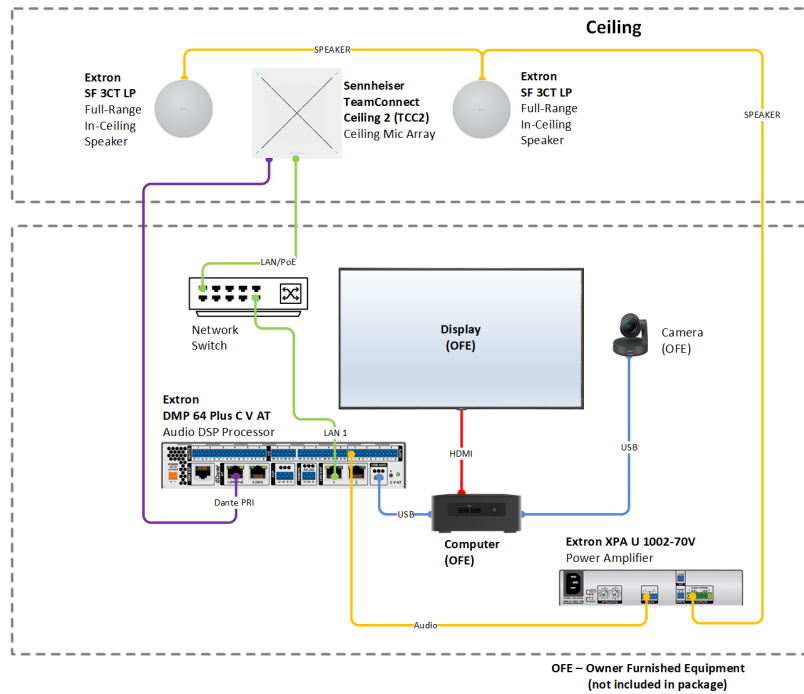 Ceiling
SPEAKER
Extron
SF 3CT LP
Full-Range
In-Ceiling
Speaker
Sennheiser
TeamConnect
Ceiling 2 (TCC2)
Ceiling Mic Array
Extron
SF 3CT LP
Full-Range
In-Ceiling
Speaker
SPEAKER
LAN/PoE
Network
Switch
Display
(OFE)
Camera
(OFE)
Extron
DMP 64 Plus C V AT
Audio DSP Processor
LAN 1
HDMI
USB
C V AT
Dante PRI
USB
Computer
(OFE)
Extron XPA U 1002-70V
Power Amplifier
Audio
OFE – Owner Furnished Equipment
(not included in package)